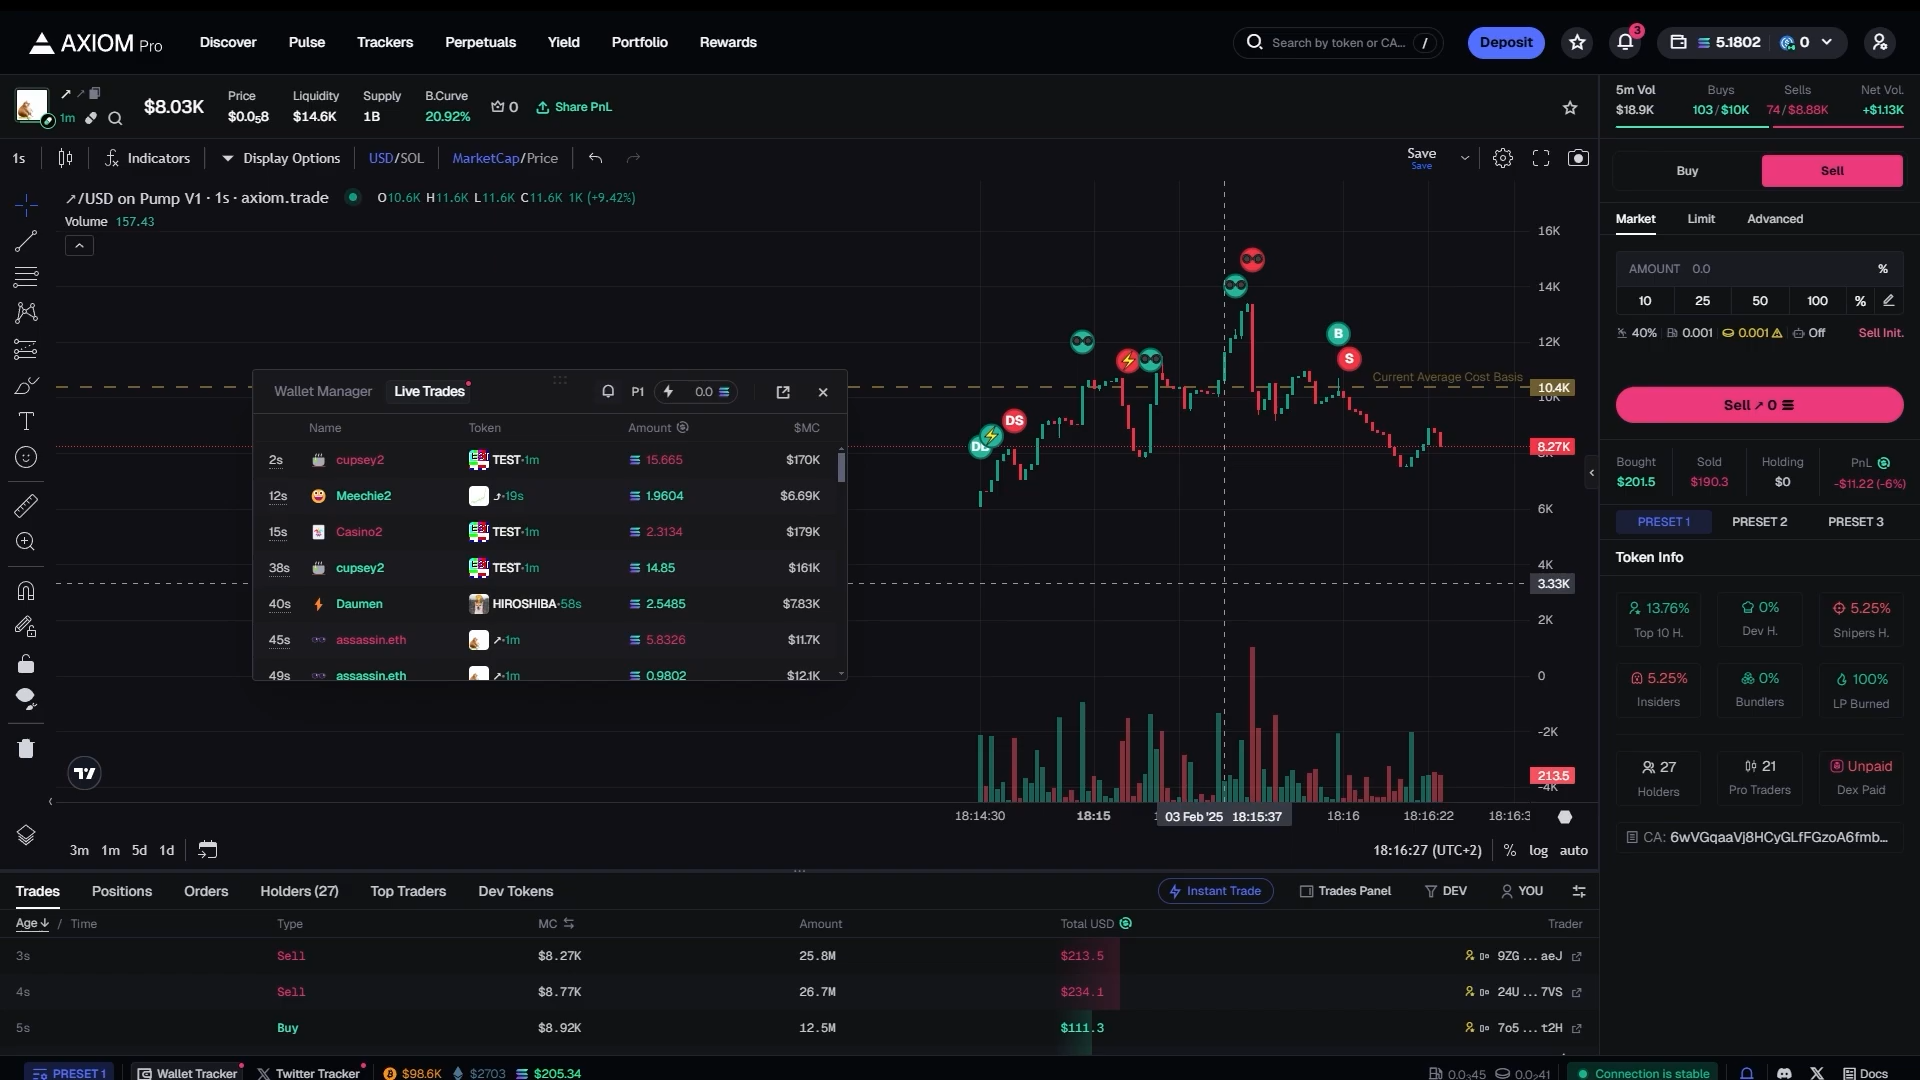 AXIOM Pro Discover Pulse Trackers Perpetuals Yield Portfolio Rewards Search by token or CA... / Deposit 3 5.1802 0
1m $8.03K Price $0.0₅8 Liquidity $14.6K Supply 1B B.Curve 20.92% 0 Share PnL
1s Indicators Display Options USD/SOL MarketCap/Price Save Save
↗/USD on Pump V1 · 1s · axiom.trade O10.6K H11.6K L11.6K C11.6K 1K (+9.42%)
Volume 157.43
16K
14K
12K
10K
8K
6K
4K
2K
0
-2K
-4K
B
S
DS
Current Average Cost Basis 10.4K
8.27K
3.33K
213.5
Wallet Manager Live Trades P1 0.0
Name Token Amount $MC
2s cupsey2 TEST·1m 15.665 $170K
12s Meechie2 ⤴·19s 1.9604 $6.69K
15s Casino2 TEST·1m 2.3134 $179K
38s cupsey2 TEST·1m 14.85 $161K
40s Daumen HIROSHIBA·58s 2.5485 $7.83K
45s assassin.eth ↗·1m 5.8326 $11.7K
49s assassin.eth ↗·1m 0.9802 $12.1K
18:14:30 18:15 03 Feb '25 18:15:37 18:16 18:16:22 18:16:3
3m 1m 5d 1d 18:16:27 (UTC+2) % log auto
Trades Positions Orders Holders (27) Top Traders Dev Tokens Instant Trade Trades Panel DEV YOU
Age↓ / Time Type MC Amount Total USD Trader
3s Sell $8.27K 25.8M $213.5 9ZG...aeJ
4s Sell $8.77K 26.7M $234.1 24U...7VS
5s Buy $8.92K 12.5M $111.3 7o5...t2H
5m Vol Buys Sells Net Vol.
$18.9K 103/$10K 74/$8.88K +$1.13K
Buy Sell
Market Limit Advanced
AMOUNT 0.0 %
10 25 50 100 %
40% 0.001 0.001 Off Sell Init.
Sell ↗ 0
Bought Sold Holding PnL
$201.5 $190.3 $0 -$11.22 (-6%)
PRESET 1 PRESET 2 PRESET 3
Token Info
13.76% 0% 5.25%
Top 10 H. Dev H. Snipers H.
5.25% 0% 100%
Insiders Bundlers LP Burned
27 21 Unpaid
Holders Pro Traders Dex Paid
CA: 6wVGqaaVj8HCyGLfFGzoA6fmb...
PRESET 1 Wallet Tracker Twitter Tracker $98.6K $2703 $205.34 0.0₃45 0.0₂41 Connection is stable Docs